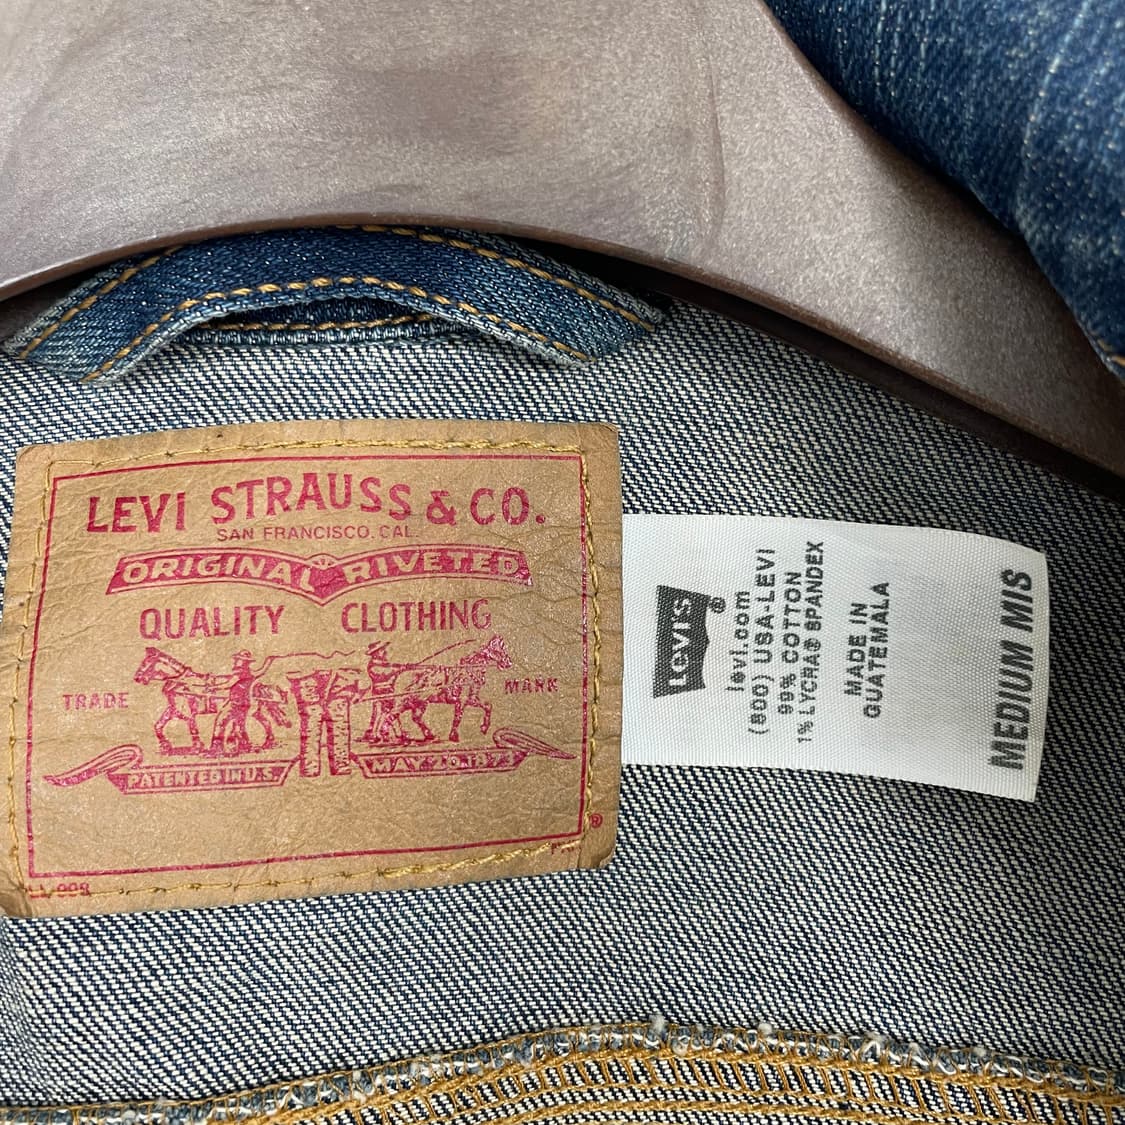 LEVI STRAUSS & CO.
SAN FRANCISCO, CAL.
ORIGINAL RIVETED
QUALITY CLOTHING
TRADE MARK
PATENTED IN U.S. MAY 20 1873
®
Levi's ®
levi.com
(800) USA-LEVI
99% COTTON
1% LYCRA® SPANDEX
MADE IN
GUATEMALA
MEDIUM MIS